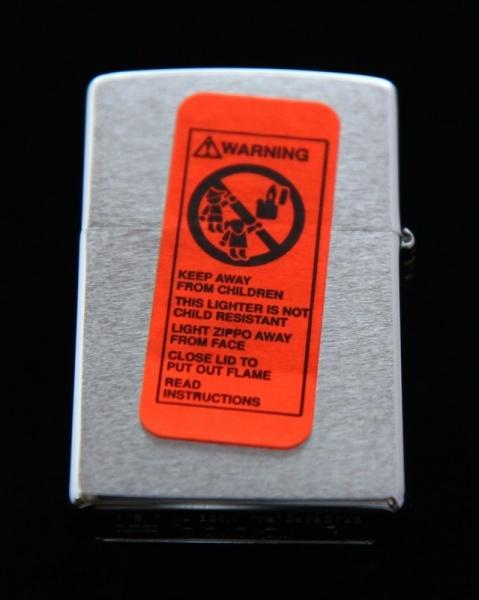 WARNING
KEEP AWAY
FROM CHILDREN
THIS LIGHTER IS NOT
CHILD RESISTANT
LIGHT ZIPPO AWAY
FROM FACE
CLOSE LID TO
PUT OUT FLAME
READ
INSTRUCTIONS